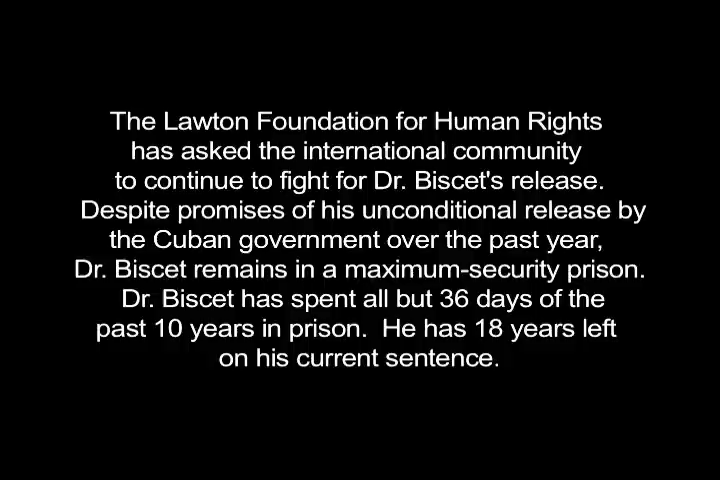 The Lawton Foundation for Human Rights
has asked the international community
to continue to fight for Dr. Biscet's release.
Despite promises of his unconditional release by
the Cuban government over the past year,
Dr. Biscet remains in a maximum-security prison.
Dr. Biscet has spent all but 36 days of the
past 10 years in prison.  He has 18 years left
on his current sentence.